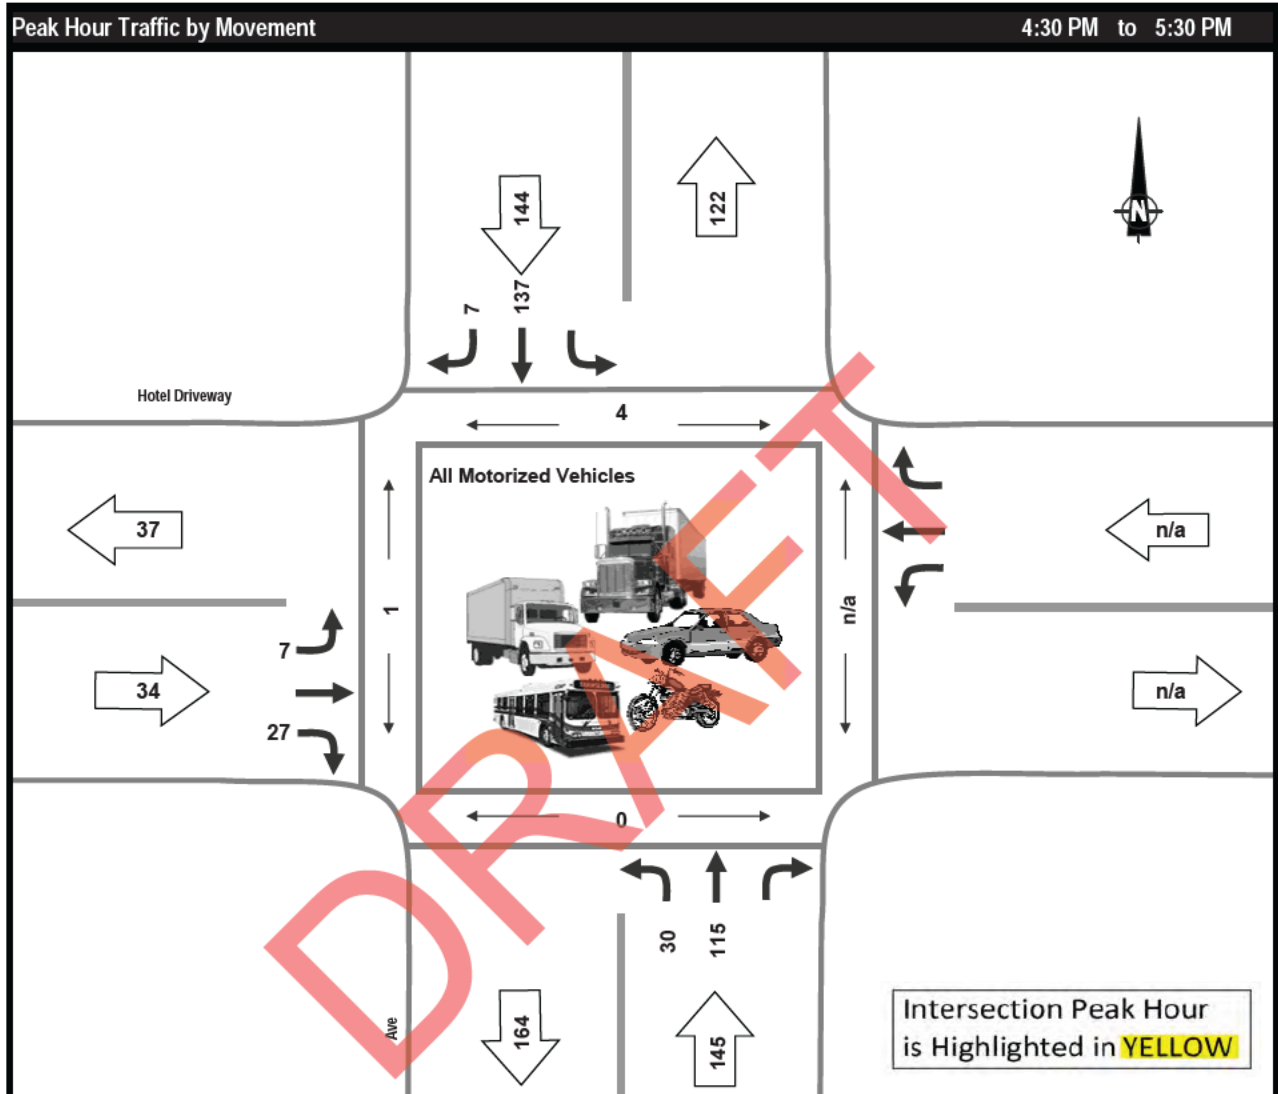 Peak Hour Traffic by Movement 4:30 PM to 5:30 PM
144
122
N
7
137
Hotel Driveway
4
All Motorized Vehicles
37
n/a
1
n/a
7
34
n/a
27
0
30
115
Ave
164
145
Intersection Peak Hour
is Highlighted in YELLOW
DRAFT